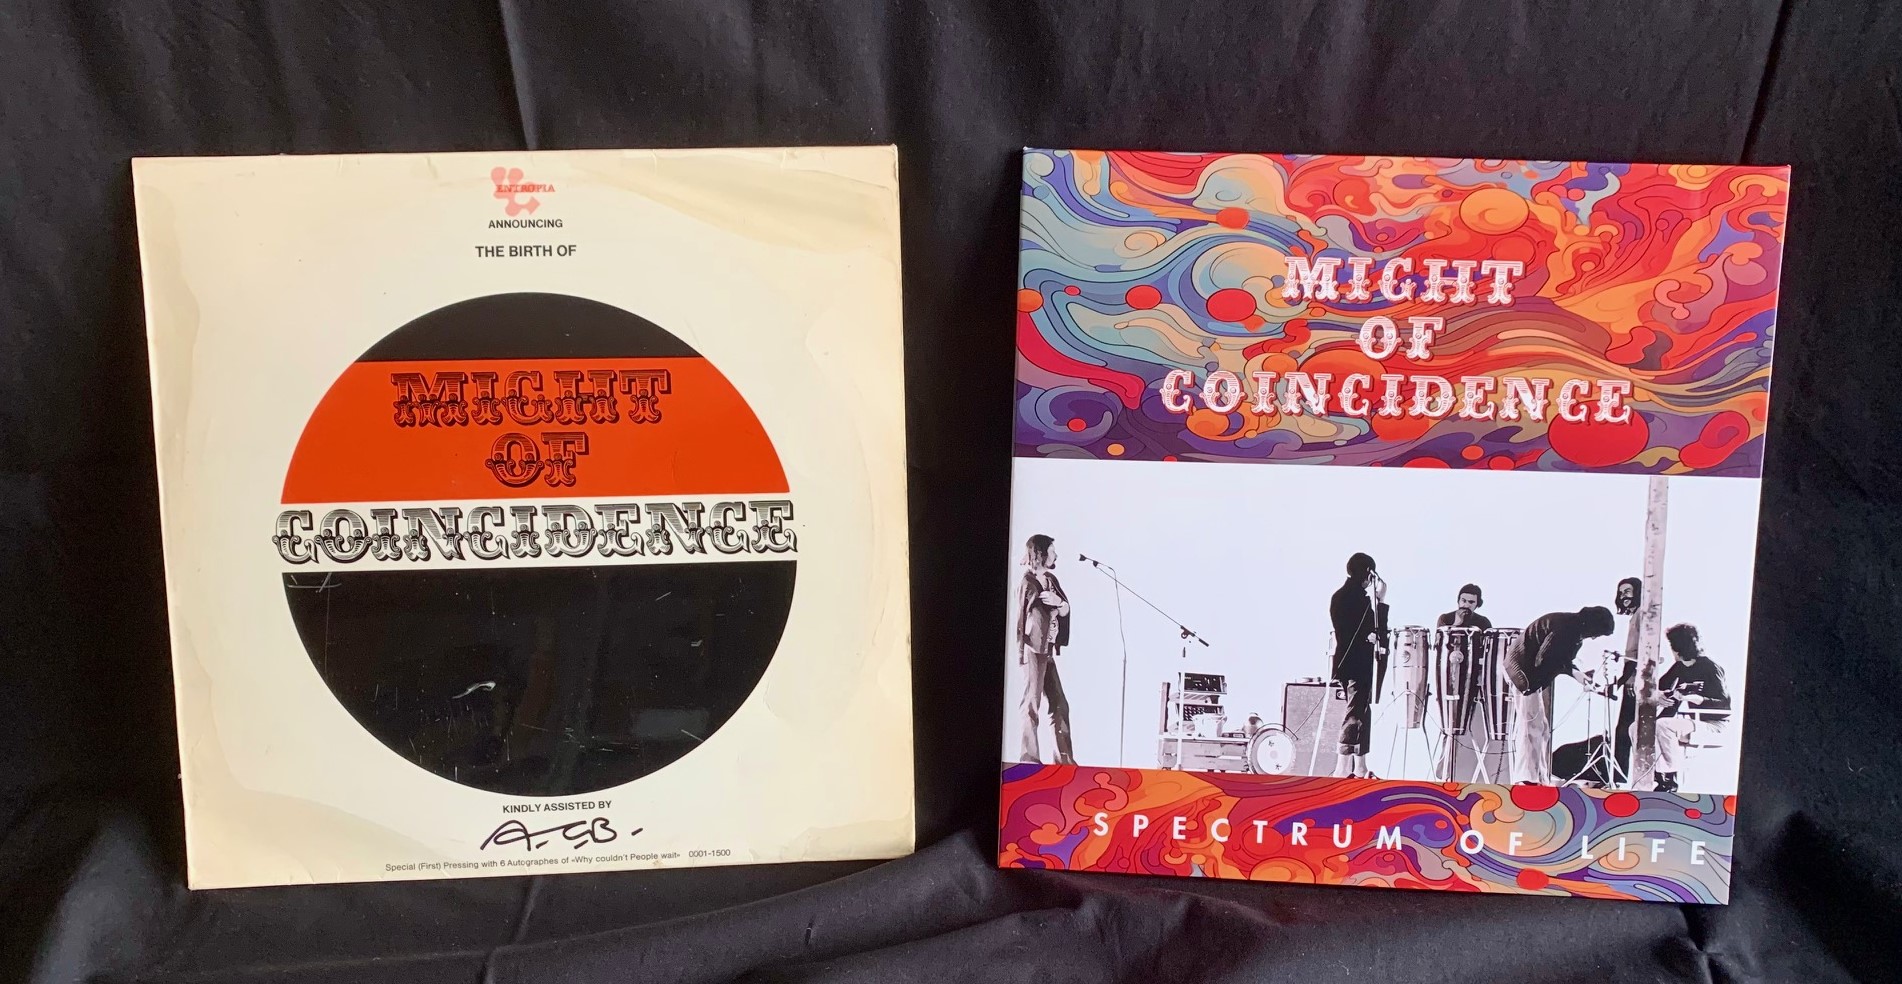 ENTROPIA
ANNOUNCING
THE BIRTH OF
MIGHT
OF
COINCIDENCE
KINDLY ASSISTED BY
Special (First) Pressing with 6 Autographes of «Why couldn't People wait» 0001-1500
MIGHT
OF
COINCIDENCE
SPECTRUM OF LIFE